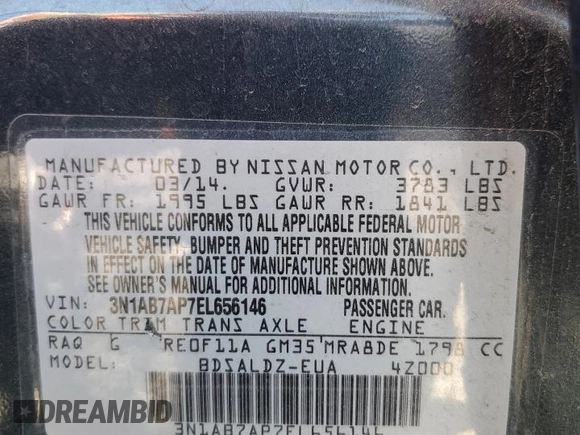 MANUFACTURED BY NISSAN MOTOR CO., LTD.
DATE: 03/14. GVWR: 3783 LBS
GAWR FR: 1995 LBS GAWR RR: 1841 LBS
THIS VEHICLE CONFORMS TO ALL APPLICABLE FEDERAL MOTOR
VEHICLE SAFETY, BUMPER AND THEFT PREVENTION STANDARDS
IN EFFECT ON THE DATE OF MANUFACTURE SHOWN ABOVE.
SEE OWNER'S MANUAL FOR ADDITIONAL INFORMATION.
VIN: 3N1AB7AP7EL656146 PASSENGER CAR.
COLOR TRIM TRANS AXLE ENGINE
RAQ G RE0F11A GM35 MRA8DE 1798 CC
MODEL: BDSALDZ-EUA 4Z000
3N1AB7AP7EL656146
DREAMBID